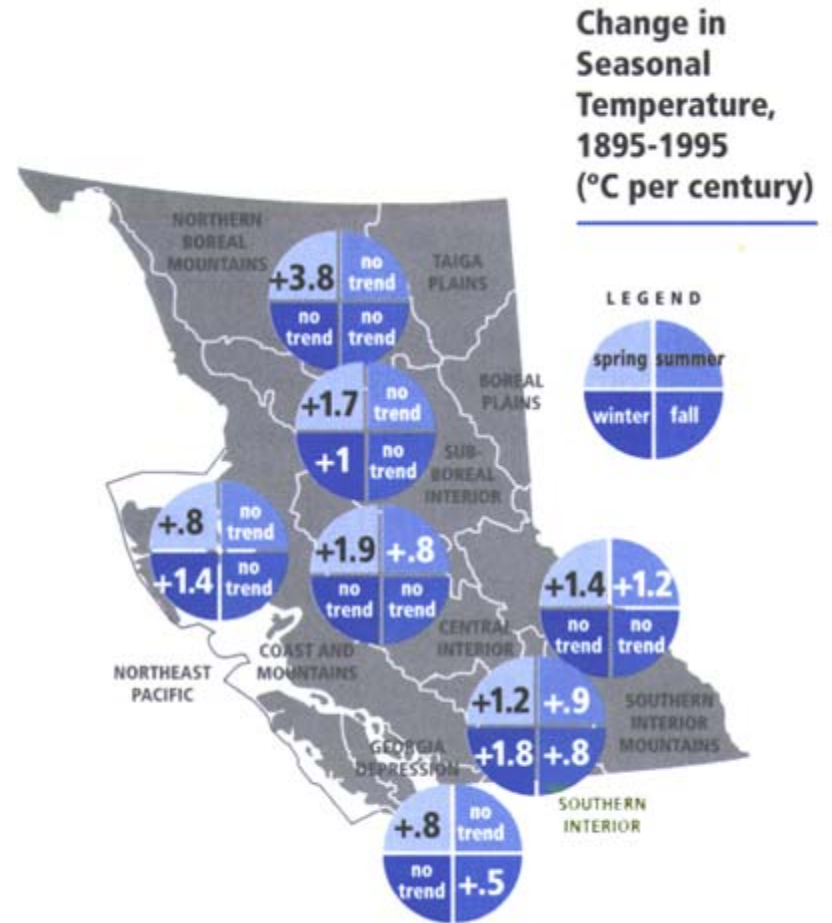 Change in
Seasonal
Temperature,
1895-1995
(°C per century)
LEGEND
spring summer
winter fall
NORTHERN
BOREAL
MOUNTAINS
+3.8 no trend
no trend no trend
TAIGA
PLAINS
BOREAL
PLAINS
+1.7 no trend
+1 no trend
SUB-
BOREAL
INTERIOR
+.8 no trend
+1.4 no trend
NORTHEAST
PACIFIC
+1.9 +.8
no trend no trend
COAST AND
MOUNTAINS
CENTRAL
INTERIOR
+1.4 +1.2
no trend no trend
SOUTHERN
INTERIOR
MOUNTAINS
+1.2 +.9
+1.8 +.8
SOUTHERN
INTERIOR
GEORGIA
DEPRESSION
+.8 no trend
no trend +.5